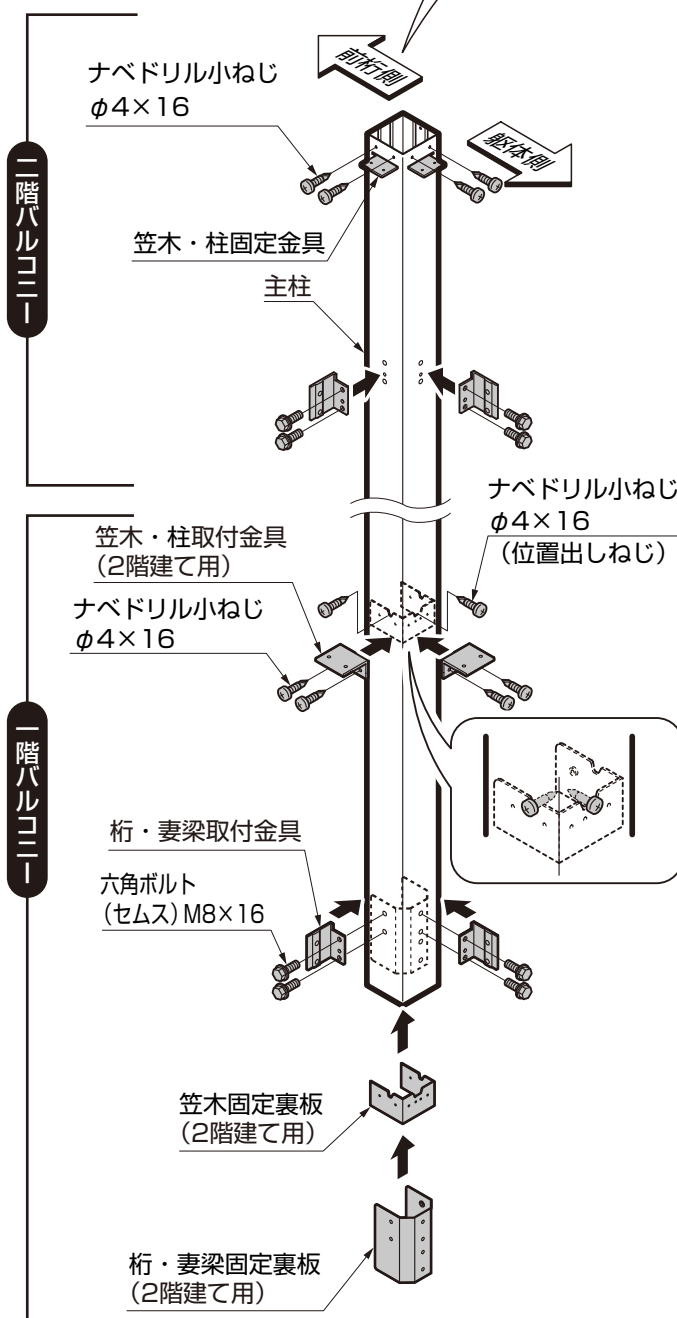 前桁側
ナベドリル小ねじ
φ4×16
躯体側
二階バルコニー
笠木・柱固定金具
主柱
ナベドリル小ねじ
φ4×16
(位置出しねじ)
笠木・柱取付金具
(2階建て用)
ナベドリル小ねじ
φ4×16
一階バルコニー
桁・妻梁取付金具
六角ボルト
(セムス)M8×16
笠木固定裏板
(2階建て用)
桁・妻梁固定裏板
(2階建て用)